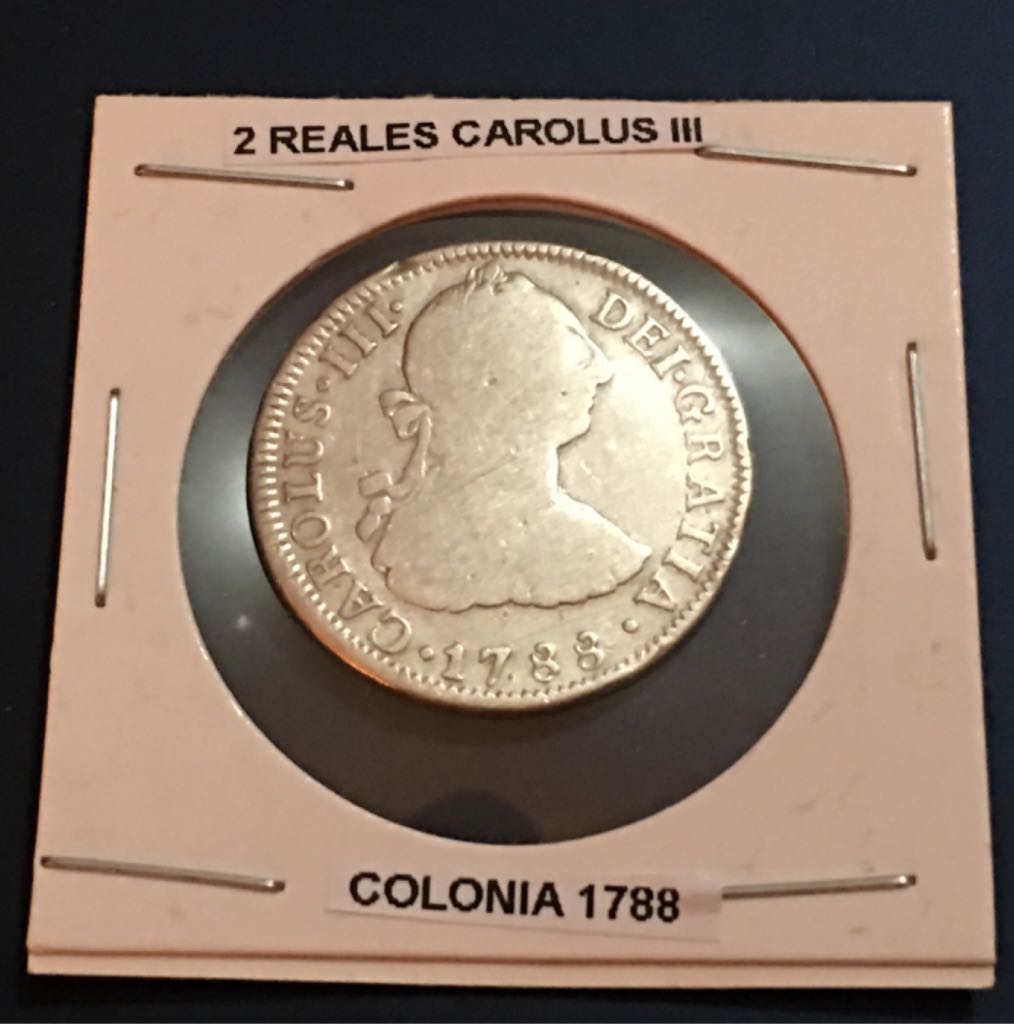 2 REALES CAROLUS III
CAROLUS·III· DEI·GRATIA·
·1788·
COLONIA 1788